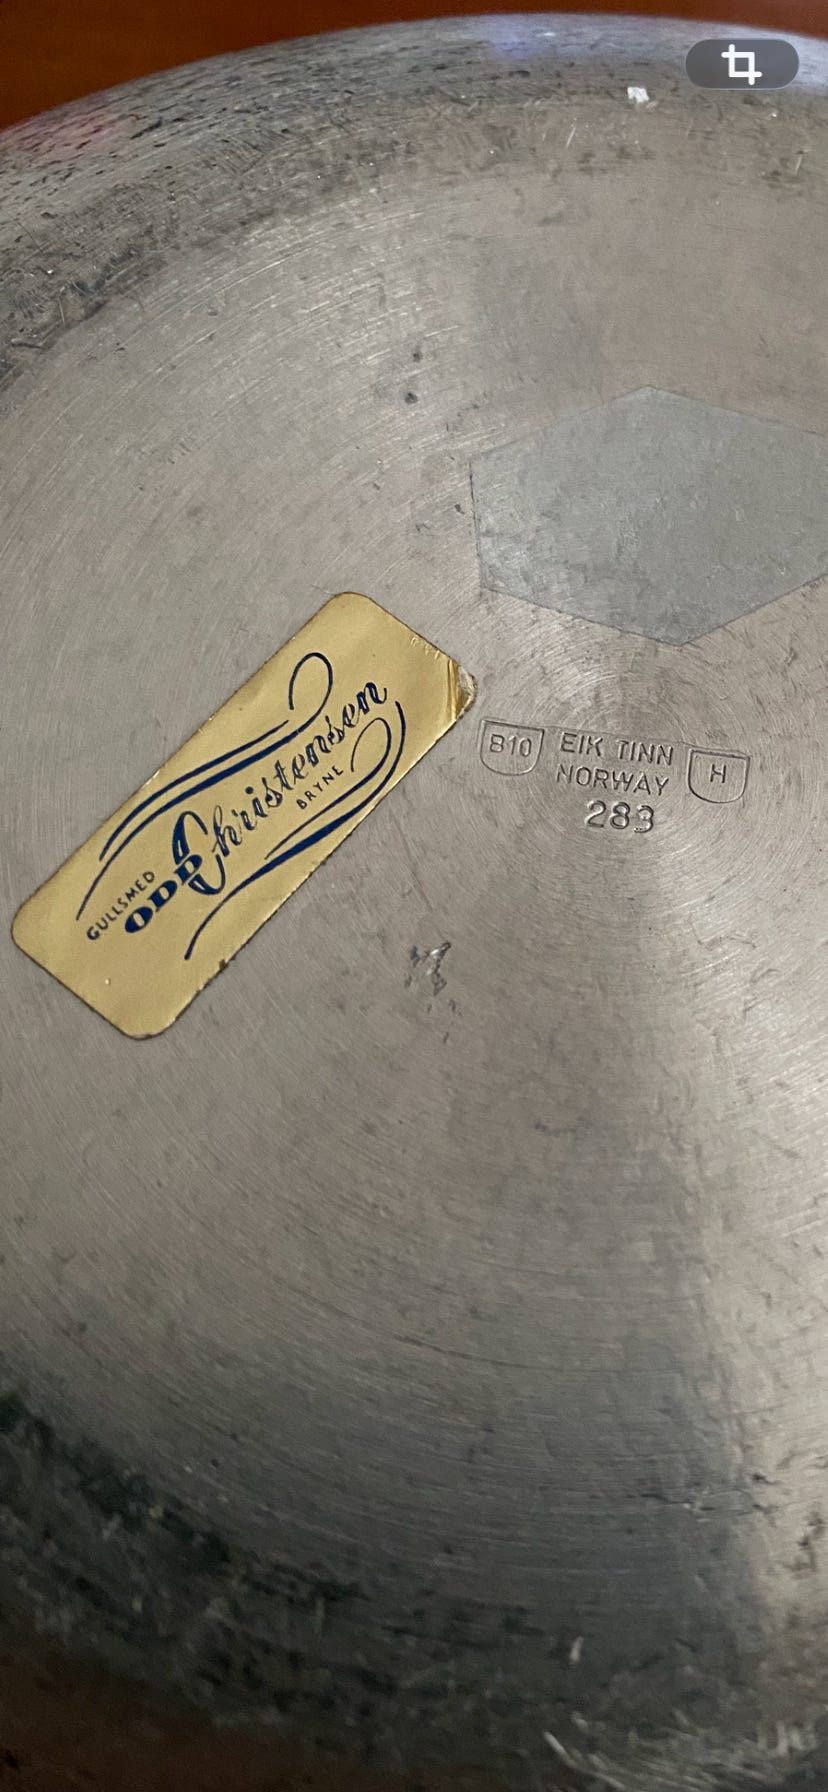 GULLSMED
ODD Christensen
BRYNE
B10
EIK TINN
NORWAY
283
H